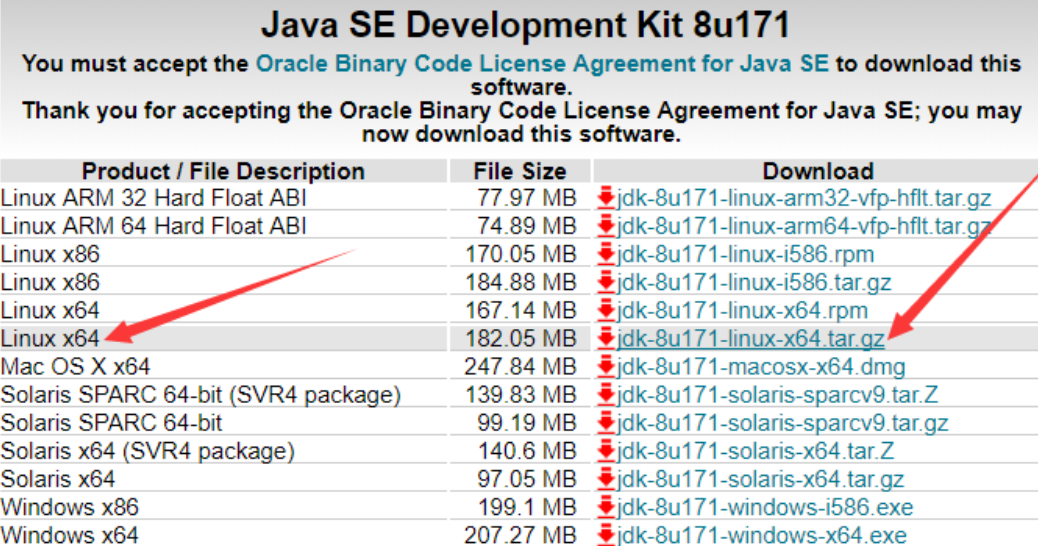 Java SE Development Kit 8u171
You must accept the Oracle Binary Code License Agreement for Java SE to download this
software.
Thank you for accepting the Oracle Binary Code License Agreement for Java SE; you may
now download this software.
Product / File Description File Size Download
Linux ARM 32 Hard Float ABI 77.97 MB jdk-8u171-linux-arm32-vfp-hflt.tar.gz
Linux ARM 64 Hard Float ABI 74.89 MB jdk-8u171-linux-arm64-vfp-hflt.tar.gz
Linux x86 170.05 MB jdk-8u171-linux-i586.rpm
Linux x86 184.88 MB jdk-8u171-linux-i586.tar.gz
Linux x64 167.14 MB jdk-8u171-linux-x64.rpm
Linux x64 182.05 MB jdk-8u171-linux-x64.tar.gz
Mac OS X x64 247.84 MB jdk-8u171-macosx-x64.dmg
Solaris SPARC 64-bit (SVR4 package) 139.83 MB jdk-8u171-solaris-sparcv9.tar.Z
Solaris SPARC 64-bit 99.19 MB jdk-8u171-solaris-sparcv9.tar.gz
Solaris x64 (SVR4 package) 140.6 MB jdk-8u171-solaris-x64.tar.Z
Solaris x64 97.05 MB jdk-8u171-solaris-x64.tar.gz
Windows x86 199.1 MB jdk-8u171-windows-i586.exe
Windows x64 207.27 MB jdk-8u171-windows-x64.exe